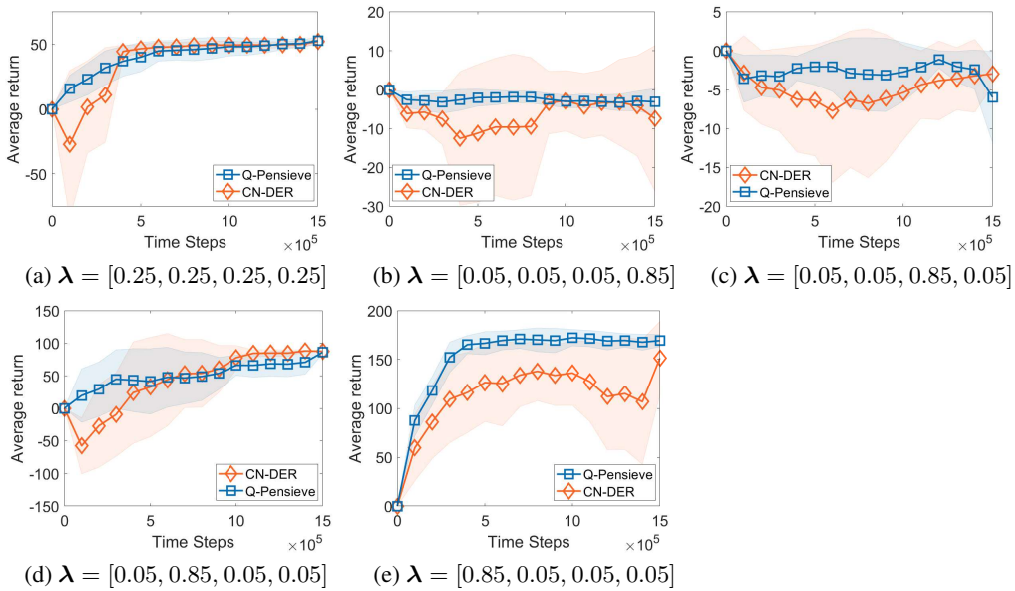 Average return
50
0
-50
Q-Pensieve
CN-DER
0 5 10 15
Time Steps ×10^5
(a) λ = [0.25, 0.25, 0.25, 0.25]
Average return
20
10
0
-10
-20
-30
Q-Pensieve
CN-DER
0 5 10 15
Time Steps ×10^5
(b) λ = [0.05, 0.05, 0.05, 0.85]
Average return
5
0
-5
-10
-15
-20
CN-DER
Q-Pensieve
0 5 10 15
Time Steps ×10^5
(c) λ = [0.05, 0.05, 0.85, 0.05]
Average return
150
100
50
0
-50
-100
-150
CN-DER
Q-Pensieve
0 5 10 15
Time Steps ×10^5
(d) λ = [0.05, 0.85, 0.05, 0.05]
Average return
200
150
100
50
0
Q-Pensieve
CN-DER
0 5 10 15
Time Steps ×10^5
(e) λ = [0.85, 0.05, 0.05, 0.05]